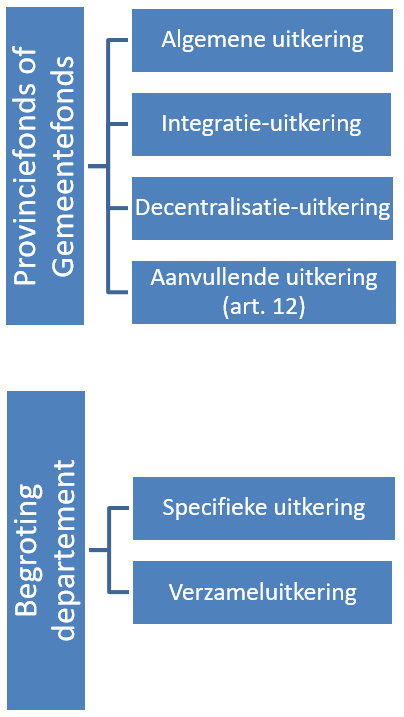 Provinciefonds of
Gemeentefonds
Algemene uitkering
Integratie-uitkering
Decentralisatie-uitkering
Aanvullende uitkering
(art. 12)
Begroting
departement
Specifieke uitkering
Verzameluitkering